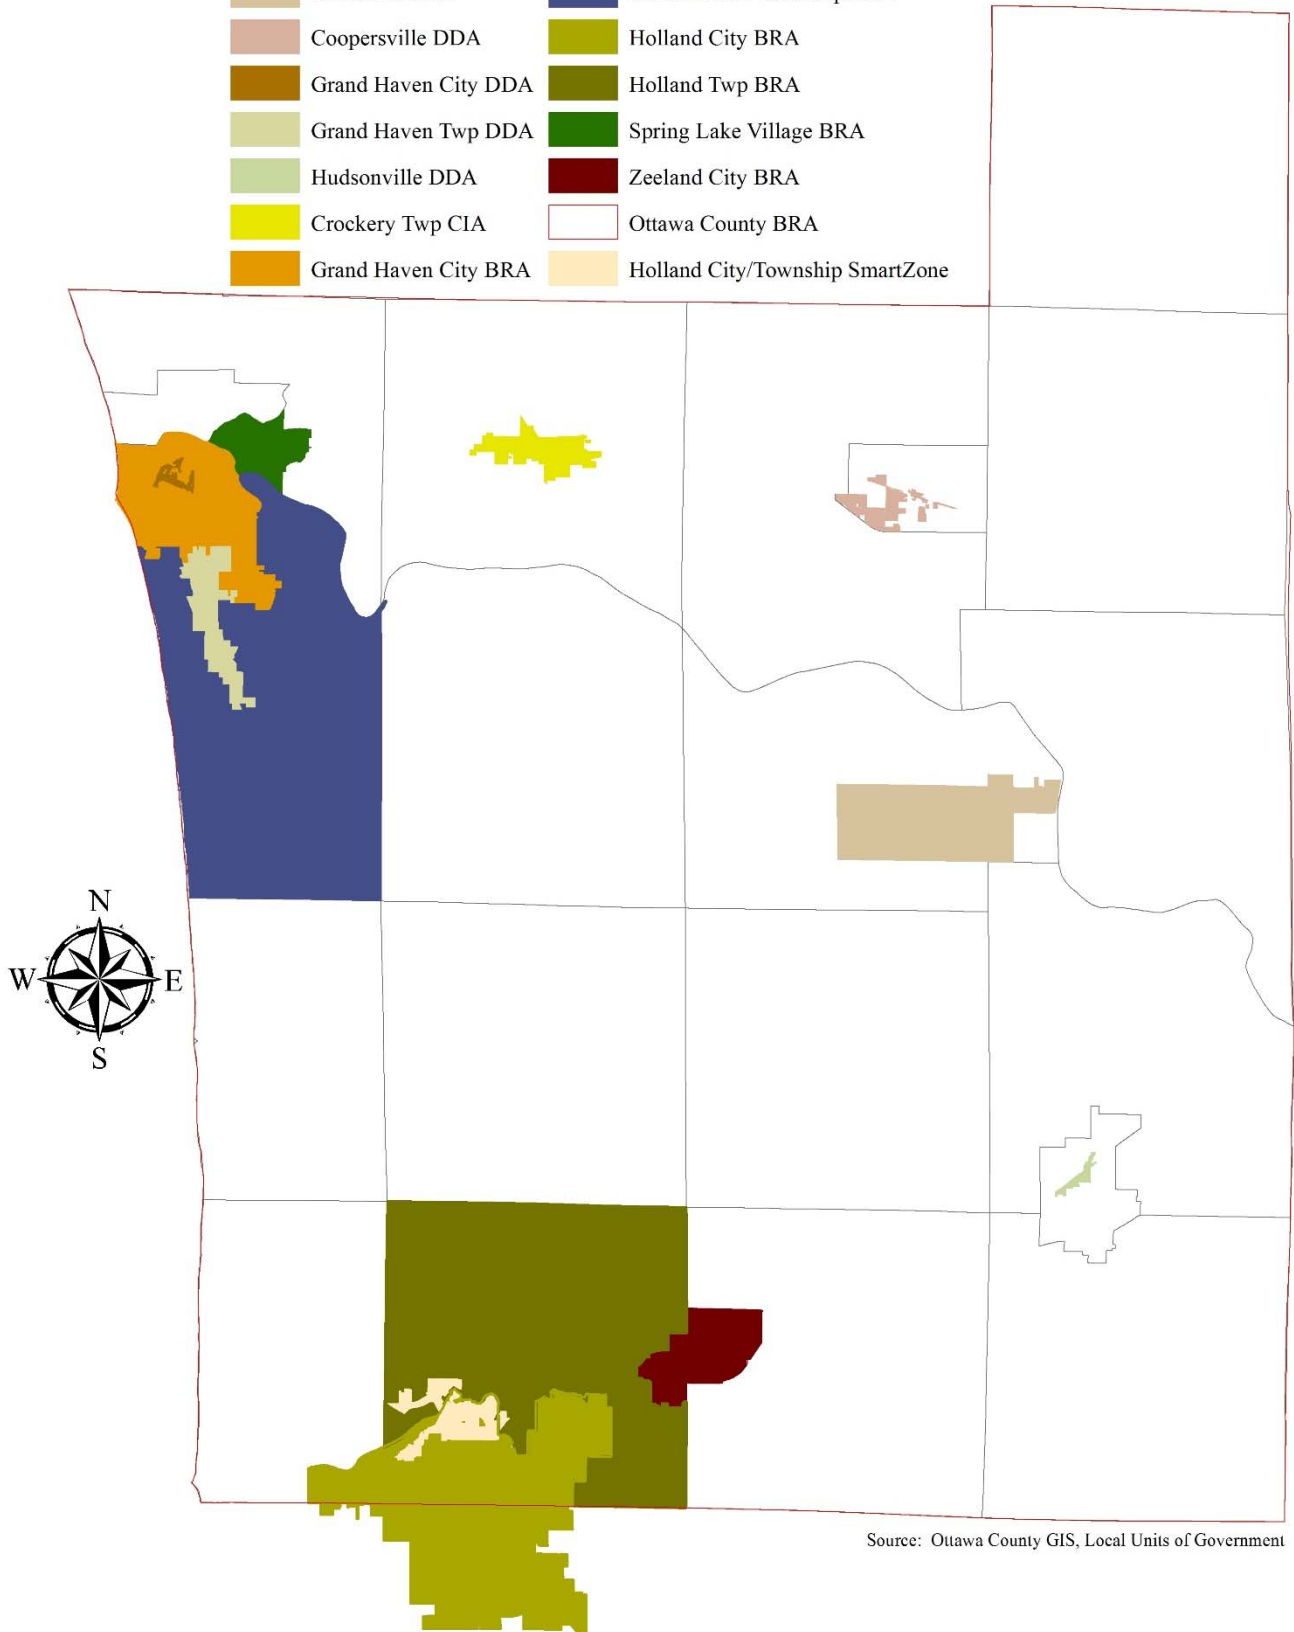 Coopersville DDA
Holland City BRA
Grand Haven City DDA
Holland Twp BRA
Grand Haven Twp DDA
Spring Lake Village BRA
Hudsonville DDA
Zeeland City BRA
Crockery Twp CIA
Ottawa County BRA
Grand Haven City BRA
Holland City/Township SmartZone
N
W
E
S
Source: Ottawa County GIS, Local Units of Government